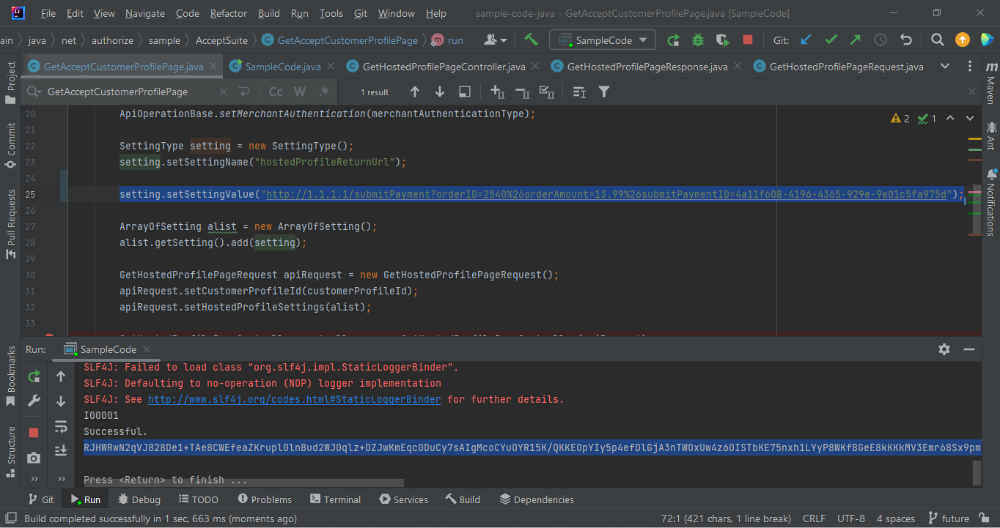 File Edit View Navigate Code Refactor Build Run Tools Git Window Help sample-code-java - GetAcceptCustomerProfilePage.java [SampleCode]
ain java net authorize sample AcceptSuite GetAcceptCustomerProfilePage run SampleCode Git:
GetAcceptCustomerProfilePage.java SampleCode.java GetHostedProfilePageController.java GetHostedProfilePageResponse.java GetHostedProfilePageRequest.java
GetAcceptCustomerProfilePage Cc W .* 1 result
20 ApiOperationBase.setMerchantAuthentication(merchantAuthenticationType);
2 1
21
22 SettingType setting = new SettingType();
23 setting.setSettingName("hostedProfileReturnUrl");
24
25 setting.setSettingValue("http://1.1.1.1/submitPayment?orderID=2540%26orderAmount=13.99%26submitPaymentID=4a11f608-4196-4365-929e-9e01c5fa975d");
26
27 ArrayOfSetting alist = new ArrayOfSetting();
28 alist.getSetting().add(setting);
29
30 GetHostedProfilePageRequest apiRequest = new GetHostedProfilePageRequest();
31 apiRequest.setCustomerProfileId(customerProfileId);
32 apiRequest.setHostedProfileSettings(alist);
33
Project
Commit
Pull Requests
Bookmarks
Structure
Maven
Ant
Notifications
Run: SampleCode
SLF4J: Failed to load class "org.slf4j.impl.StaticLoggerBinder".
SLF4J: Defaulting to no-operation (NOP) logger implementation
SLF4J: See http://www.slf4j.org/codes.html#StaticLoggerBinder for further details.
I00001
Successful.
RJHWRwN2qVJ828De1+TAe8CWEfeaZKrupl0lnBud2WJ0qlz+DZJwKmEqc0DuCy7sAIgMcoCYuOYR15K/QKKEOpYIy5p4efDlGjA3nTWOxUw4z60ISTbKE75nxh1LYyP8WKf8GeE8kKKkMV3Emr68Sx9pm
Press <Return> to finish ...
Git Run Debug TODO Problems Terminal Services Build Dependencies
Build completed successfully in 1 sec, 663 ms (moments ago) 72:1 (421 chars, 1 line break) CRLF UTF-8 4 spaces future